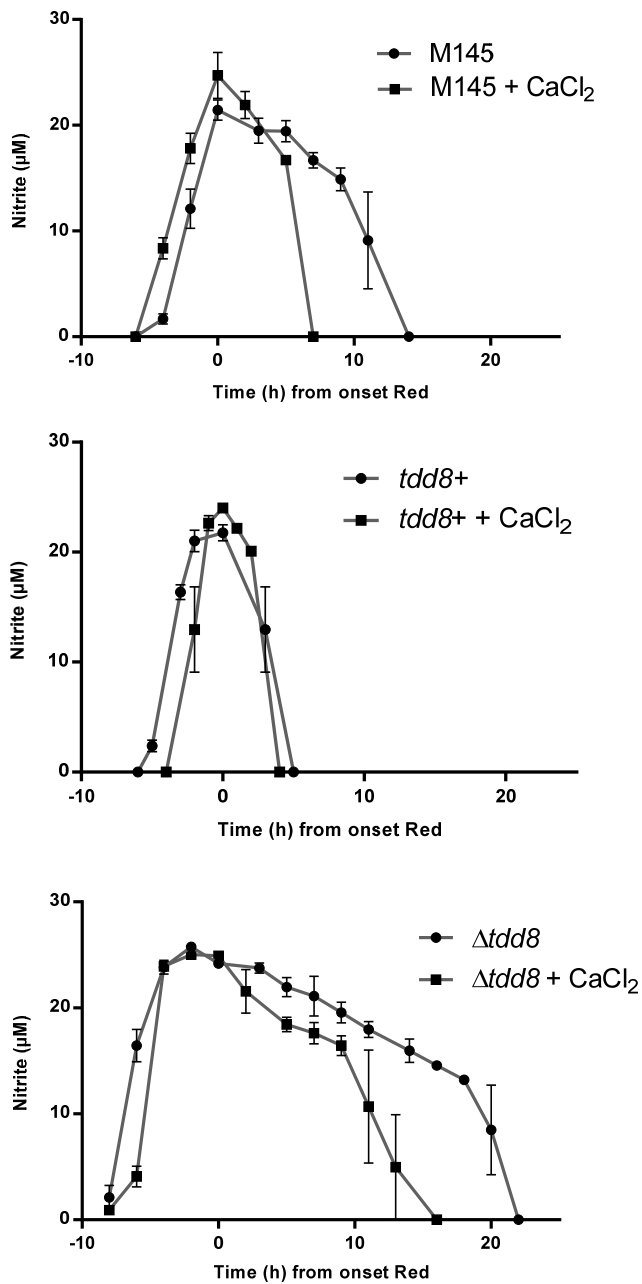 30
20
10
0
Nitrite (µM)
M145
M145 + CaCl₂
-10 0 10 20
Time (h) from onset Red
30
20
10
0
Nitrite (µM)
tdd8+
tdd8+ + CaCl₂
-10 0 10 20
Time (h) from onset Red
30
20
10
0
Nitrite (µM)
Δtdd8
Δtdd8 + CaCl₂
-10 0 10 20
Time (h) from onset Red